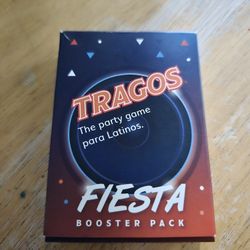 TRAGOS
The party game
para Latinos.
FIESTA
BOOSTER PACK